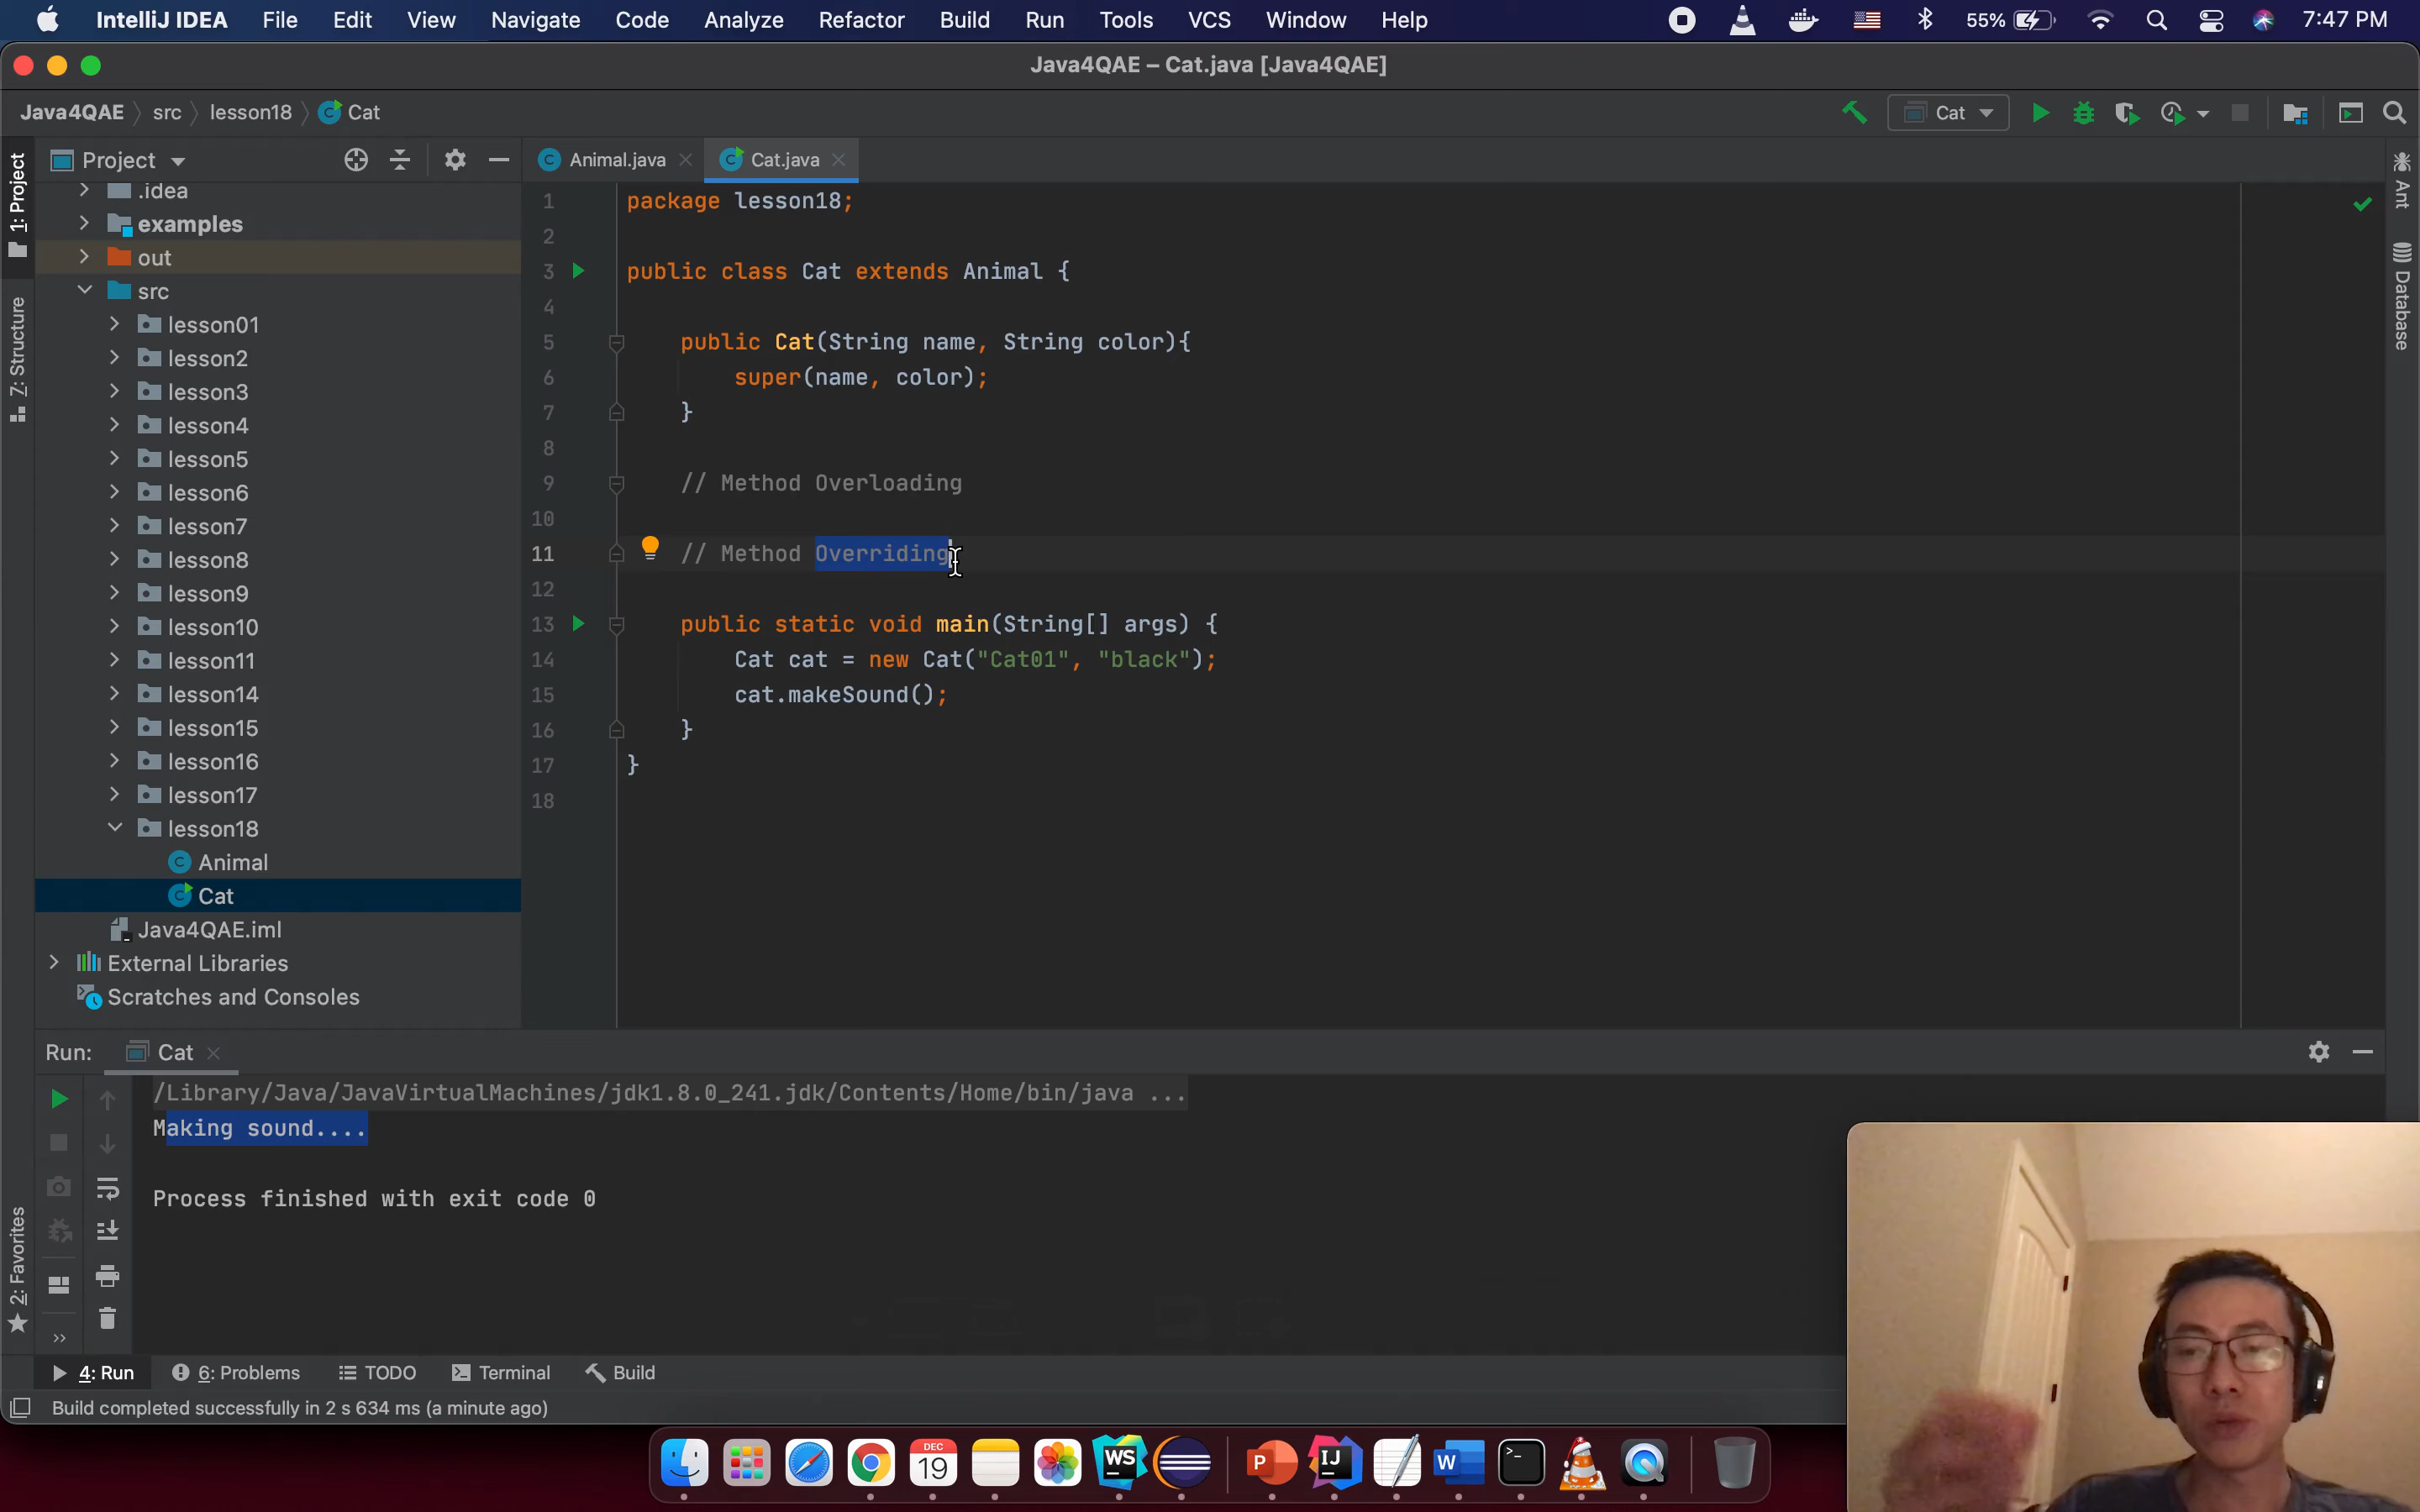 IntelliJ IDEA File Edit View Navigate Code Analyze Refactor Build Run Tools VCS Window Help 55% 7:47 PM
Java4QAE – Cat.java [Java4QAE]
Java4QAE src lesson18 Cat
Cat
1: Project
Z: Structure
2: Favorites
Project
.idea
examples
out
src
lesson01
lesson2
lesson3
lesson4
lesson5
lesson6
lesson7
lesson8
lesson9
lesson10
lesson11
lesson14
lesson15
lesson16
lesson17
lesson18
Animal
Cat
Java4QAE.iml
External Libraries
Scratches and Consoles
Animal.java Cat.java
1 package lesson18;
2
3 public class Cat extends Animal {
4
5 public Cat(String name, String color){
6 super(name, color);
7 }
8
9 // Method Overloading
10
11 // Method Overriding
12
13 public static void main(String[] args) {
14 Cat cat = new Cat("Cat01", "black");
15 cat.makeSound();
16 }
17 }
18
Ant
Database
Run: Cat
/Library/Java/JavaVirtualMachines/jdk1.8.0_241.jdk/Contents/Home/bin/java ...
Making sound....
Process finished with exit code 0
4: Run 6: Problems TODO Terminal Build
Build completed successfully in 2 s 634 ms (a minute ago)
DEC
19
WS
P
IJ
W